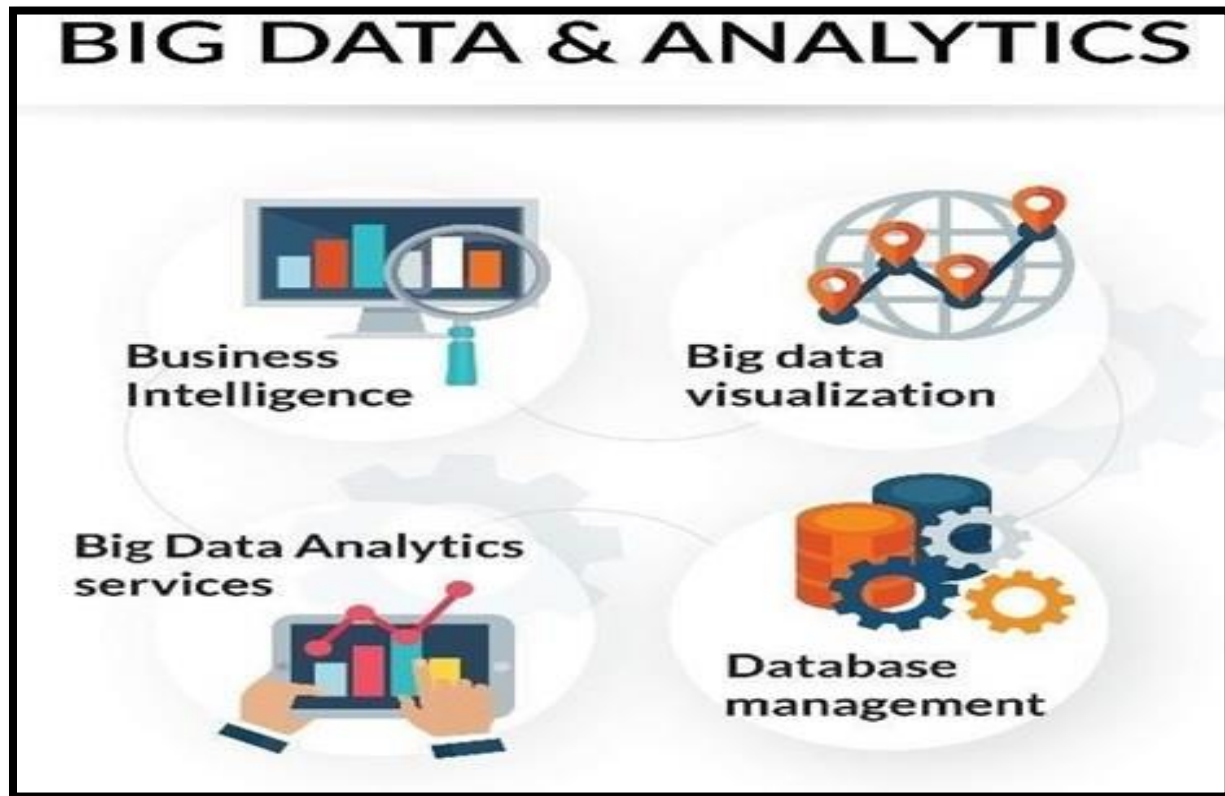 BIG DATA & ANALYTICS
Business
Intelligence
Big data
visualization
Big Data Analytics
services
Database
management